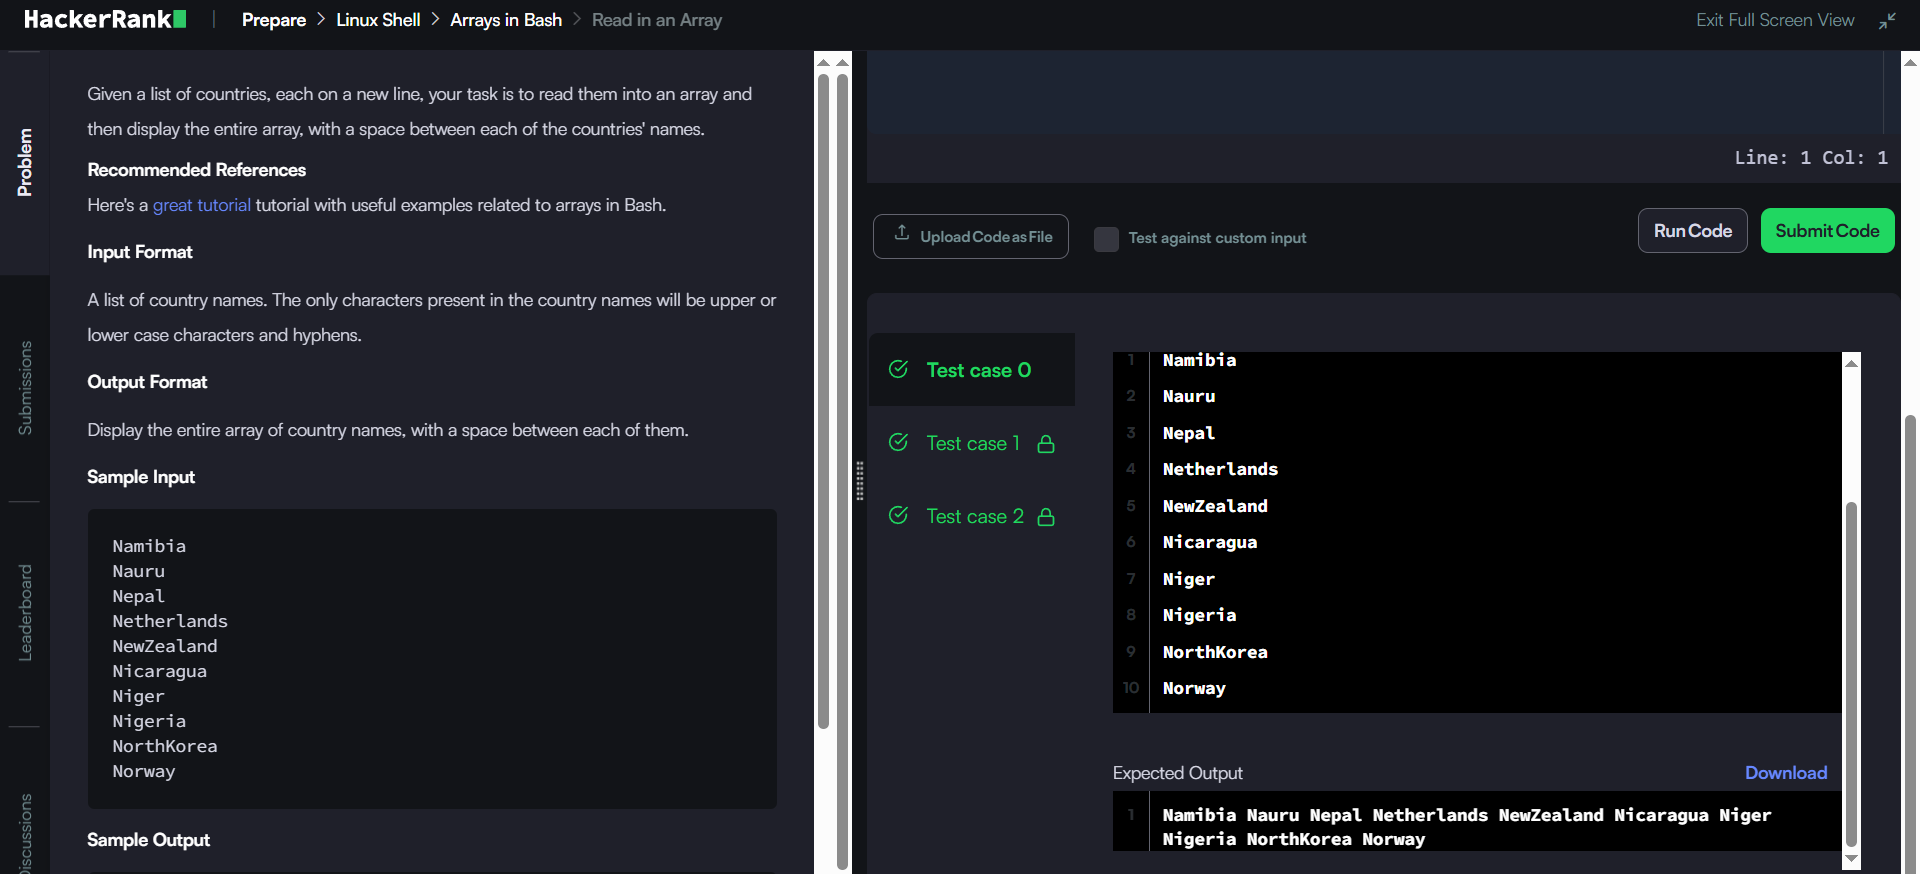 HackerRank
Prepare > Linux Shell > Arrays in Bash > Read in an Array
Exit Full Screen View
Problem
Submissions
Leaderboard
Given a list of countries, each on a new line, your task is to read them into an array and
then display the entire array, with a space between each of the countries' names.
Recommended References
Here's a great tutorial tutorial with useful examples related to arrays in Bash.
Input Format
A list of country names. The only characters present in the country names will be upper or
lower case characters and hyphens.
Output Format
Display the entire array of country names, with a space between each of them.
Sample Input
Namibia
Nauru
Nepal
Netherlands
NewZealand
Nicaragua
Niger
Nigeria
NorthKorea
Norway
Sample Output
Line: 1 Col: 1
Upload Code as File
Test against custom input
Run Code
Submit Code
Test case 0
Test case 1
Test case 2
1 Namibia
2 Nauru
3 Nepal
4 Netherlands
5 NewZealand
6 Nicaragua
7 Niger
8 Nigeria
9 NorthKorea
10 Norway
Expected Output
Download
1 Namibia Nauru Nepal Netherlands NewZealand Nicaragua Niger
Nigeria NorthKorea Norway